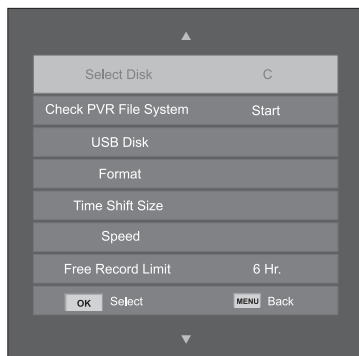 Select Disk C
Check PVR File System Start
USB Disk
Format
Time Shift Size
Speed
Free Record Limit 6 Hr.
OK Select MENU Back